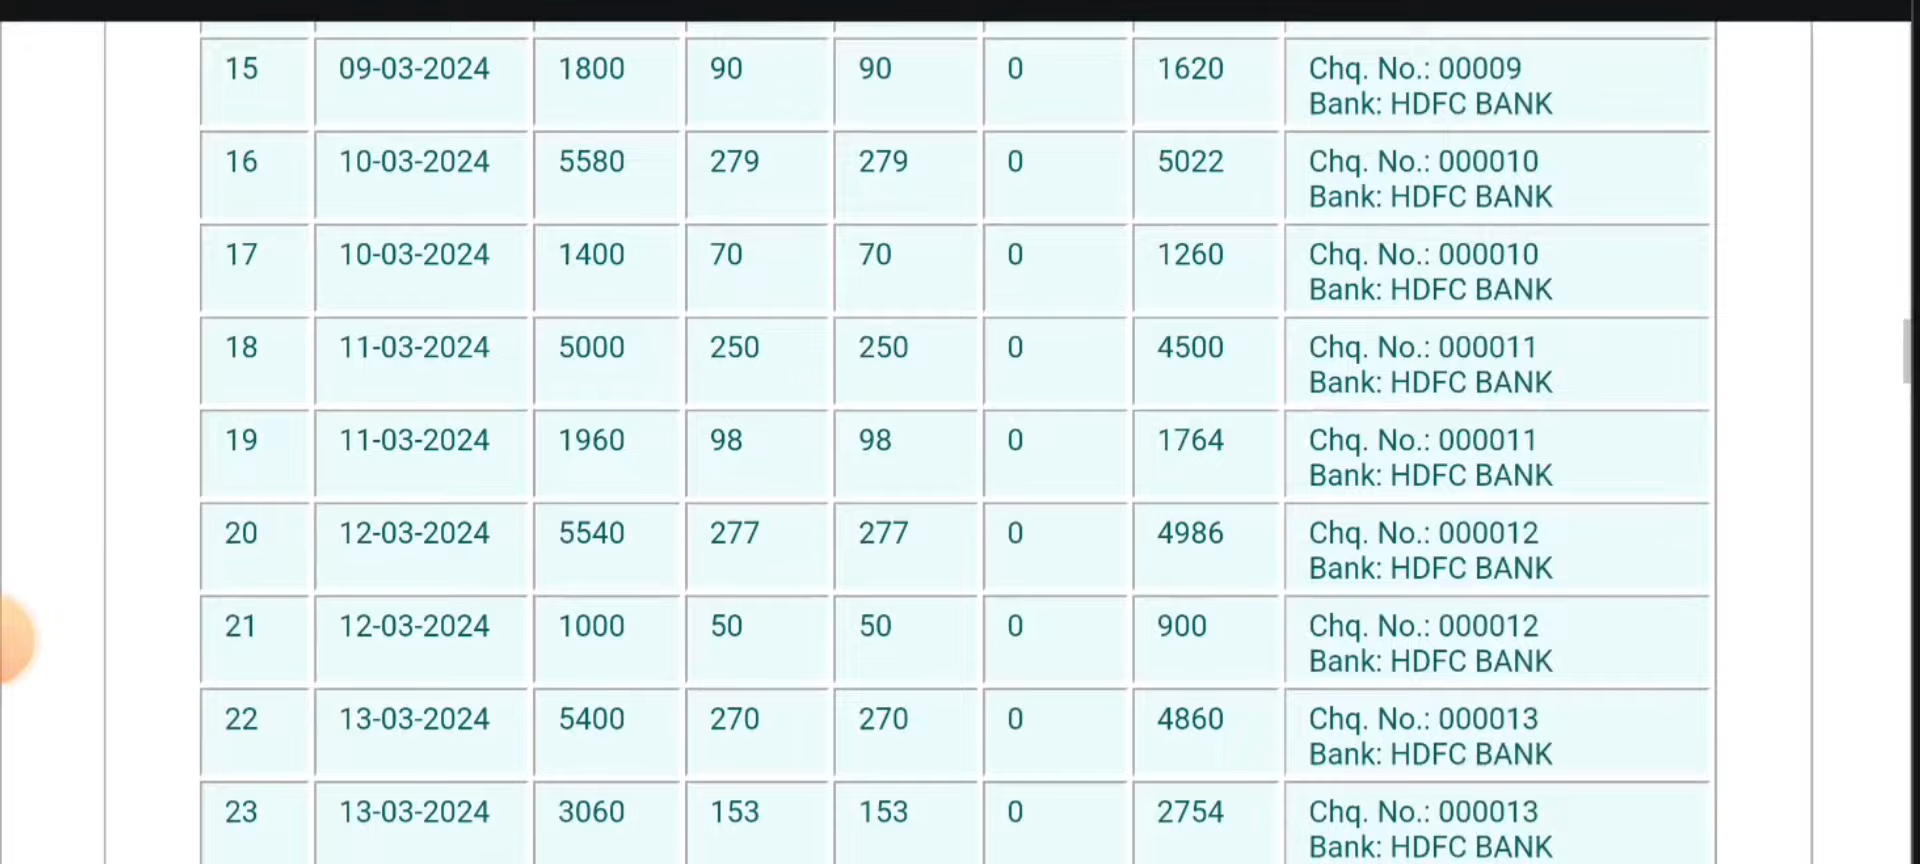 15 09-03-2024 1800 90 90 0 1620 Chq. No.: 00009
Bank: HDFC BANK
16 10-03-2024 5580 279 279 0 5022 Chq. No.: 000010
Bank: HDFC BANK
17 10-03-2024 1400 70 70 0 1260 Chq. No.: 000010
Bank: HDFC BANK
18 11-03-2024 5000 250 250 0 4500 Chq. No.: 000011
Bank: HDFC BANK
19 11-03-2024 1960 98 98 0 1764 Chq. No.: 000011
Bank: HDFC BANK
20 12-03-2024 5540 277 277 0 4986 Chq. No.: 000012
Bank: HDFC BANK
21 12-03-2024 1000 50 50 0 900 Chq. No.: 000012
Bank: HDFC BANK
22 13-03-2024 5400 270 270 0 4860 Chq. No.: 000013
Bank: HDFC BANK
23 13-03-2024 3060 153 153 0 2754 Chq. No.: 000013
Bank: HDFC BANK